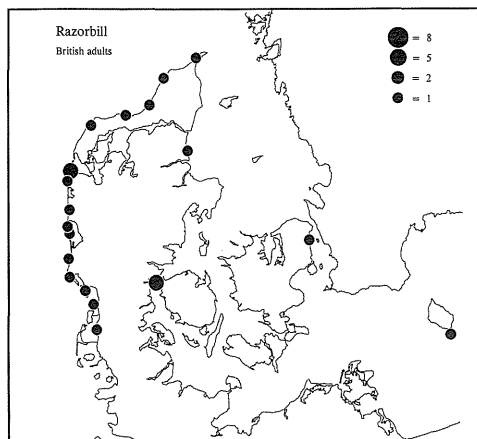 Razorbill
British adults
= 8
= 5
= 2
= 1